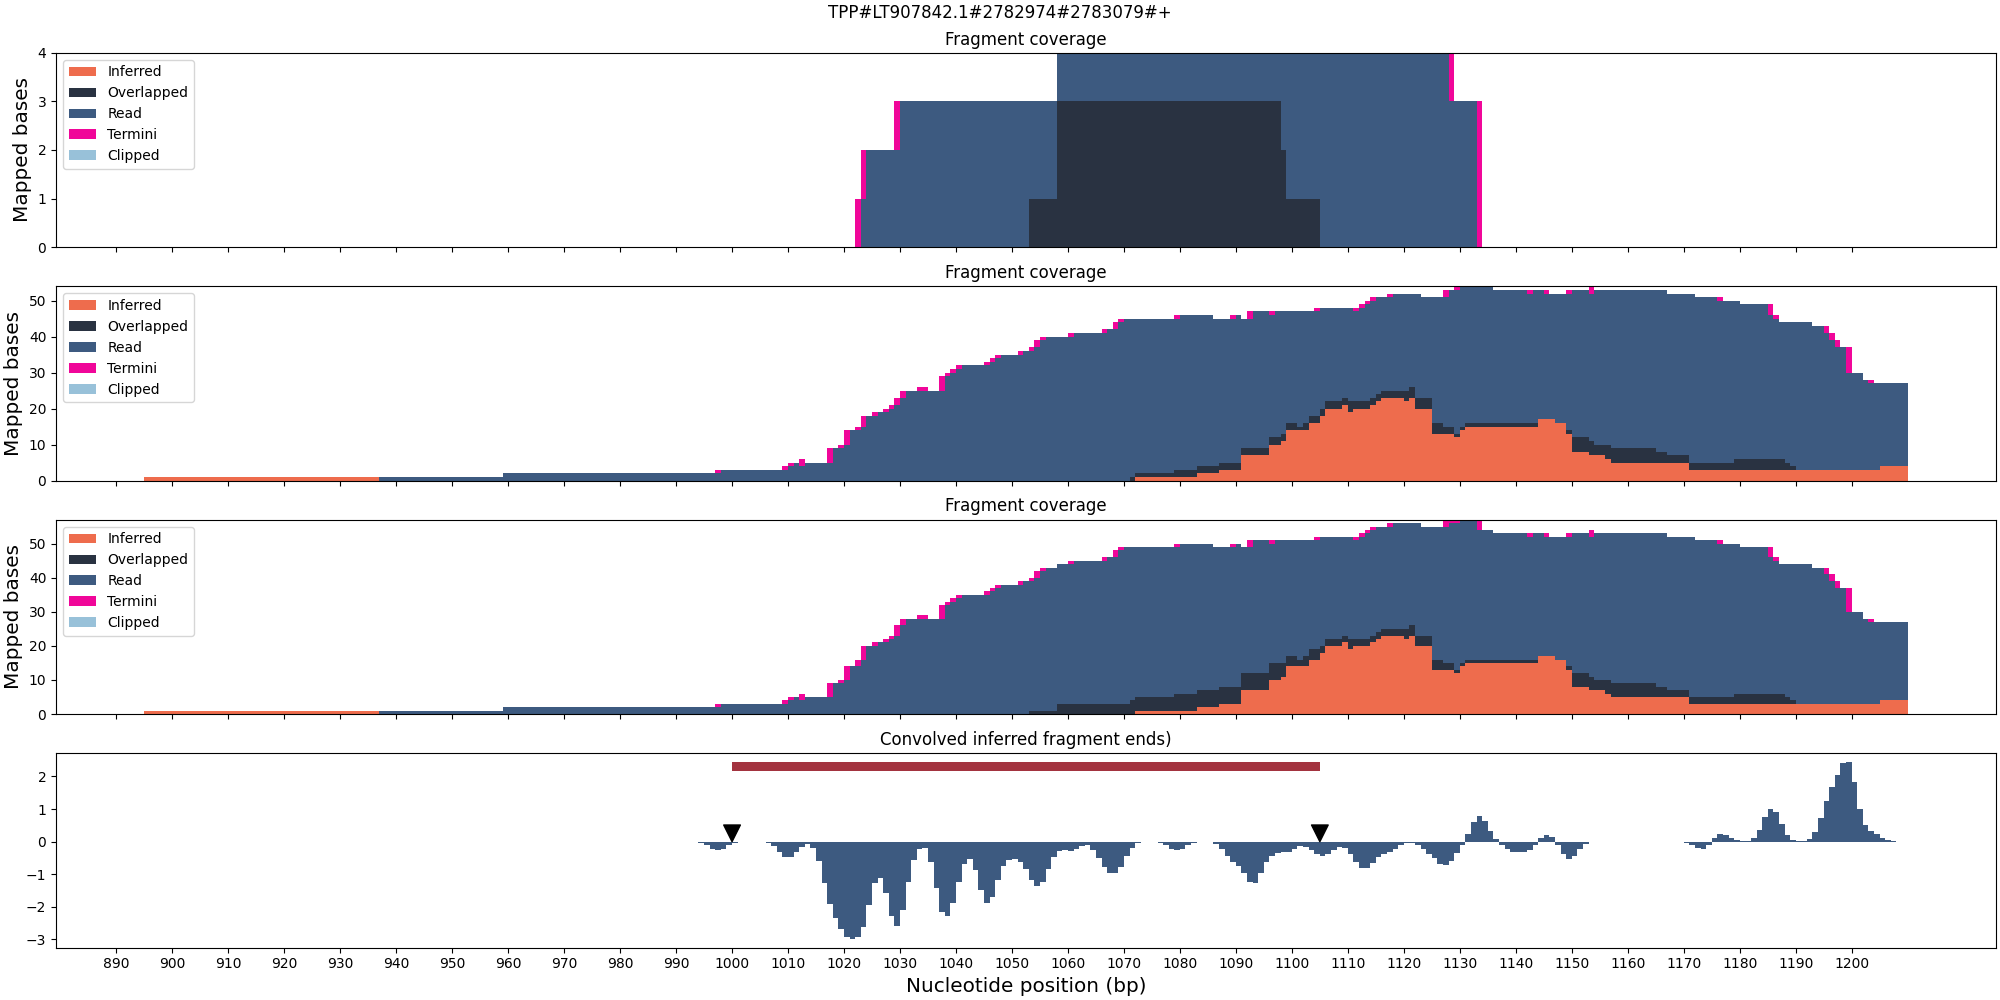 TPP#LT907842.1#2782974#2783079#+
Fragment coverage
Mapped bases
4
3
2
1
0
Inferred
Overlapped
Read
Termini
Clipped
Fragment coverage
Mapped bases
50
40
30
20
10
0
Inferred
Overlapped
Read
Termini
Clipped
Fragment coverage
Mapped bases
50
40
30
20
10
0
Inferred
Overlapped
Read
Termini
Clipped
Convolved inferred fragment ends)
2
1
0
−1
−2
−3
890 900 910 920 930 940 950 960 970 980 990 1000 1010 1020 1030 1040 1050 1060 1070 1080 1090 1100 1110 1120 1130 1140 1150 1160 1170 1180 1190 1200
Nucleotide position (bp)